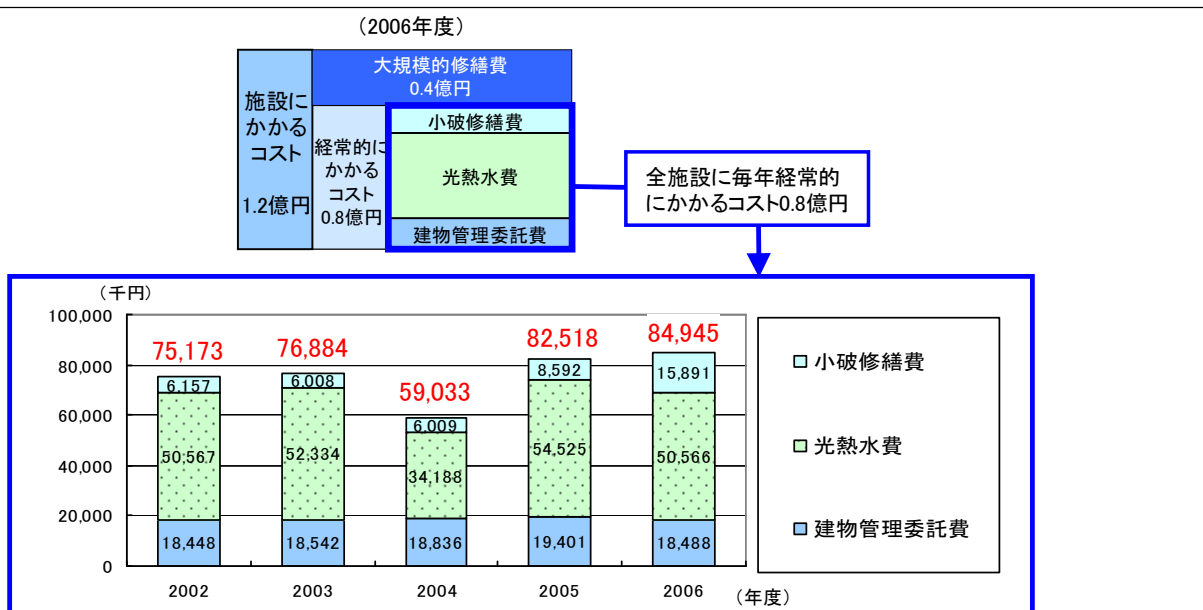 （2006年度）
大規模的修繕費
0.4億円
施設に
かかる
コスト
1.2億円
経常的に
かかる
コスト
0.8億円
小破修繕費
光熱水費
建物管理委託費
全施設に毎年経常的
にかかるコスト0.8億円
（千円）
100,000
80,000
60,000
40,000
20,000
0
75,173
76,884
59,033
82,518
84,945
6,157
6,008
6,009
8,592
15,891
50,567
52,334
34,188
54,525
50,566
18,448
18,542
18,836
19,401
18,488
2002
2003
2004
2005
2006
（年度）
小破修繕費
光熱水費
建物管理委託費